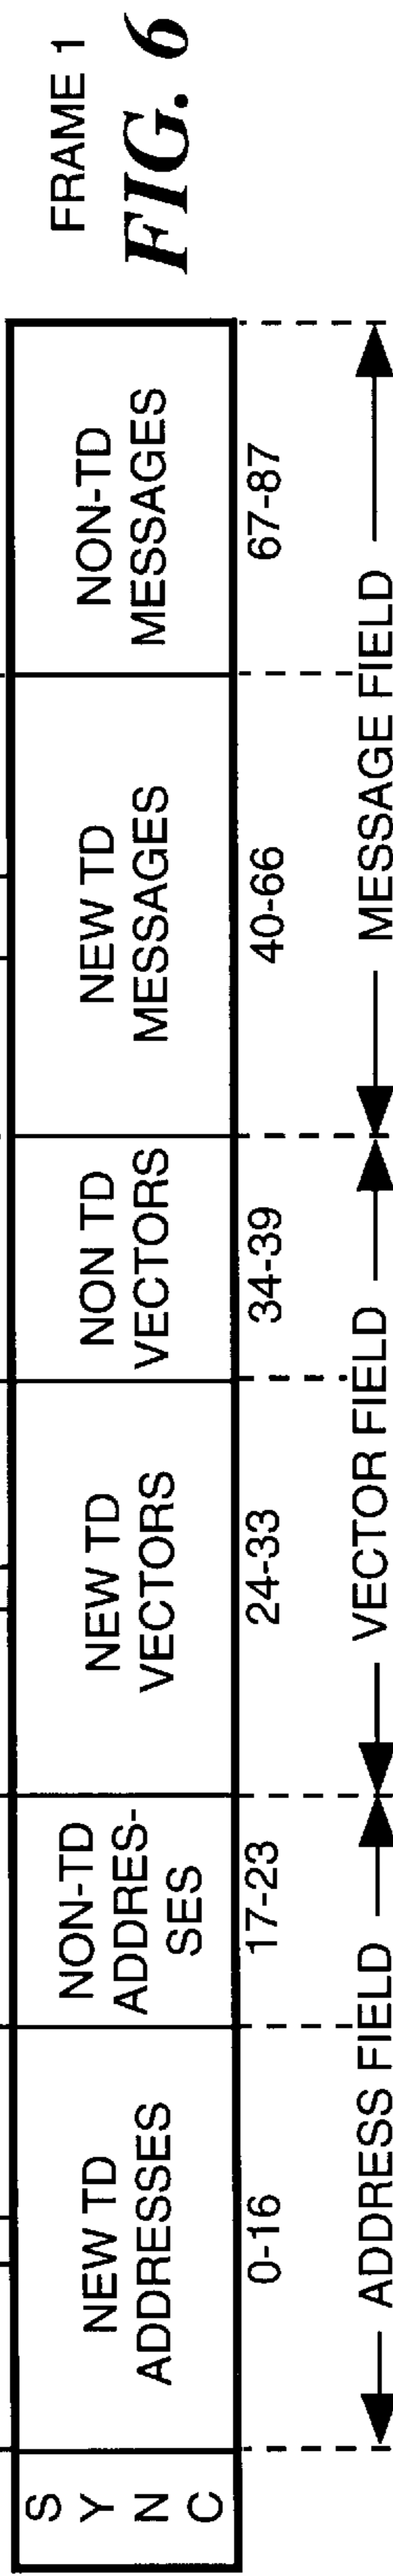 FRAME 1
FIG. 6
S
Y
N
C
NEW TD
ADDRESSES
NON-TD
ADDRES-
SES
NEW TD
VECTORS
NON TD
VECTORS
NEW TD
MESSAGES
NON-TD
MESSAGES
0-16
17-23
24-33
34-39
40-66
67-87
ADDRESS FIELD
VECTOR FIELD
MESSAGE FIELD